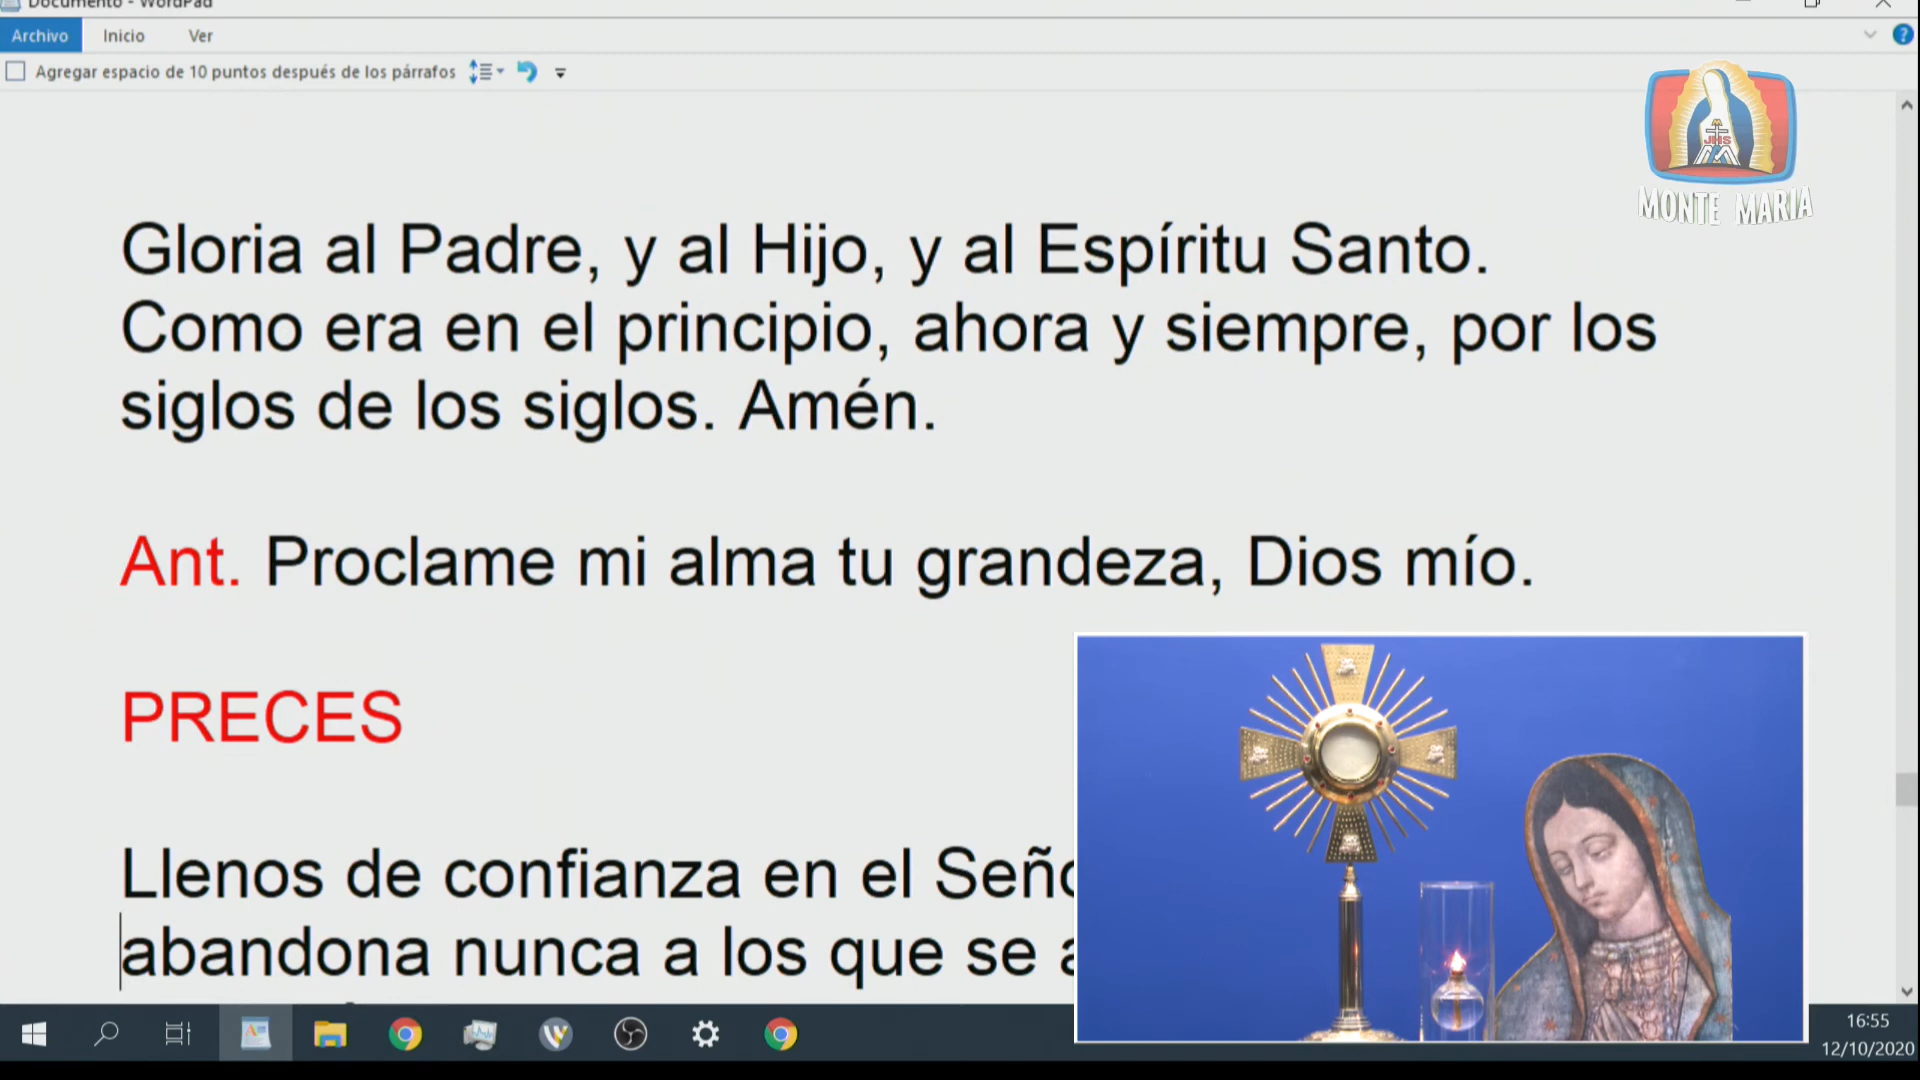 Documento - WordPad
Archivo Inicio Ver
Agregar espacio de 10 puntos después de los párrafos
JHS
MONTE MARIA
Gloria al Padre, y al Hijo, y al Espíritu Santo.
Como era en el principio, ahora y siempre, por los
siglos de los siglos. Amén.
Ant. Proclame mi alma tu grandeza, Dios mío.
PRECES
Llenos de confianza en el
abandona nunca a los que se
16:55
12/10/2020